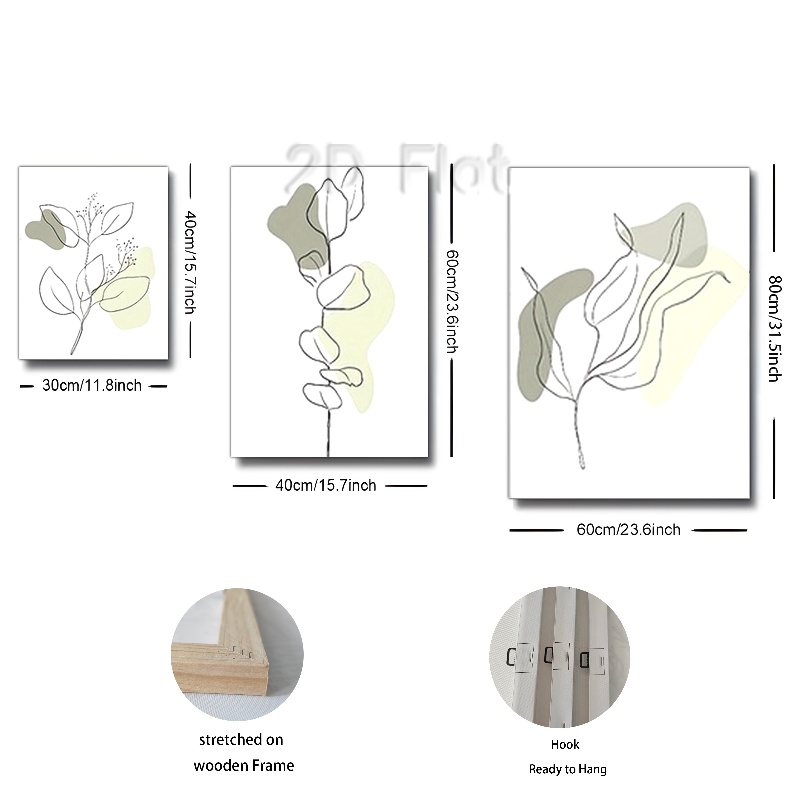 2D Flat
40cm/15.7inch
30cm/11.8inch
60cm/23.6inch
40cm/15.7inch
80cm/31.5inch
60cm/23.6inch
stretched on
wooden Frame
Hook
Ready to Hang